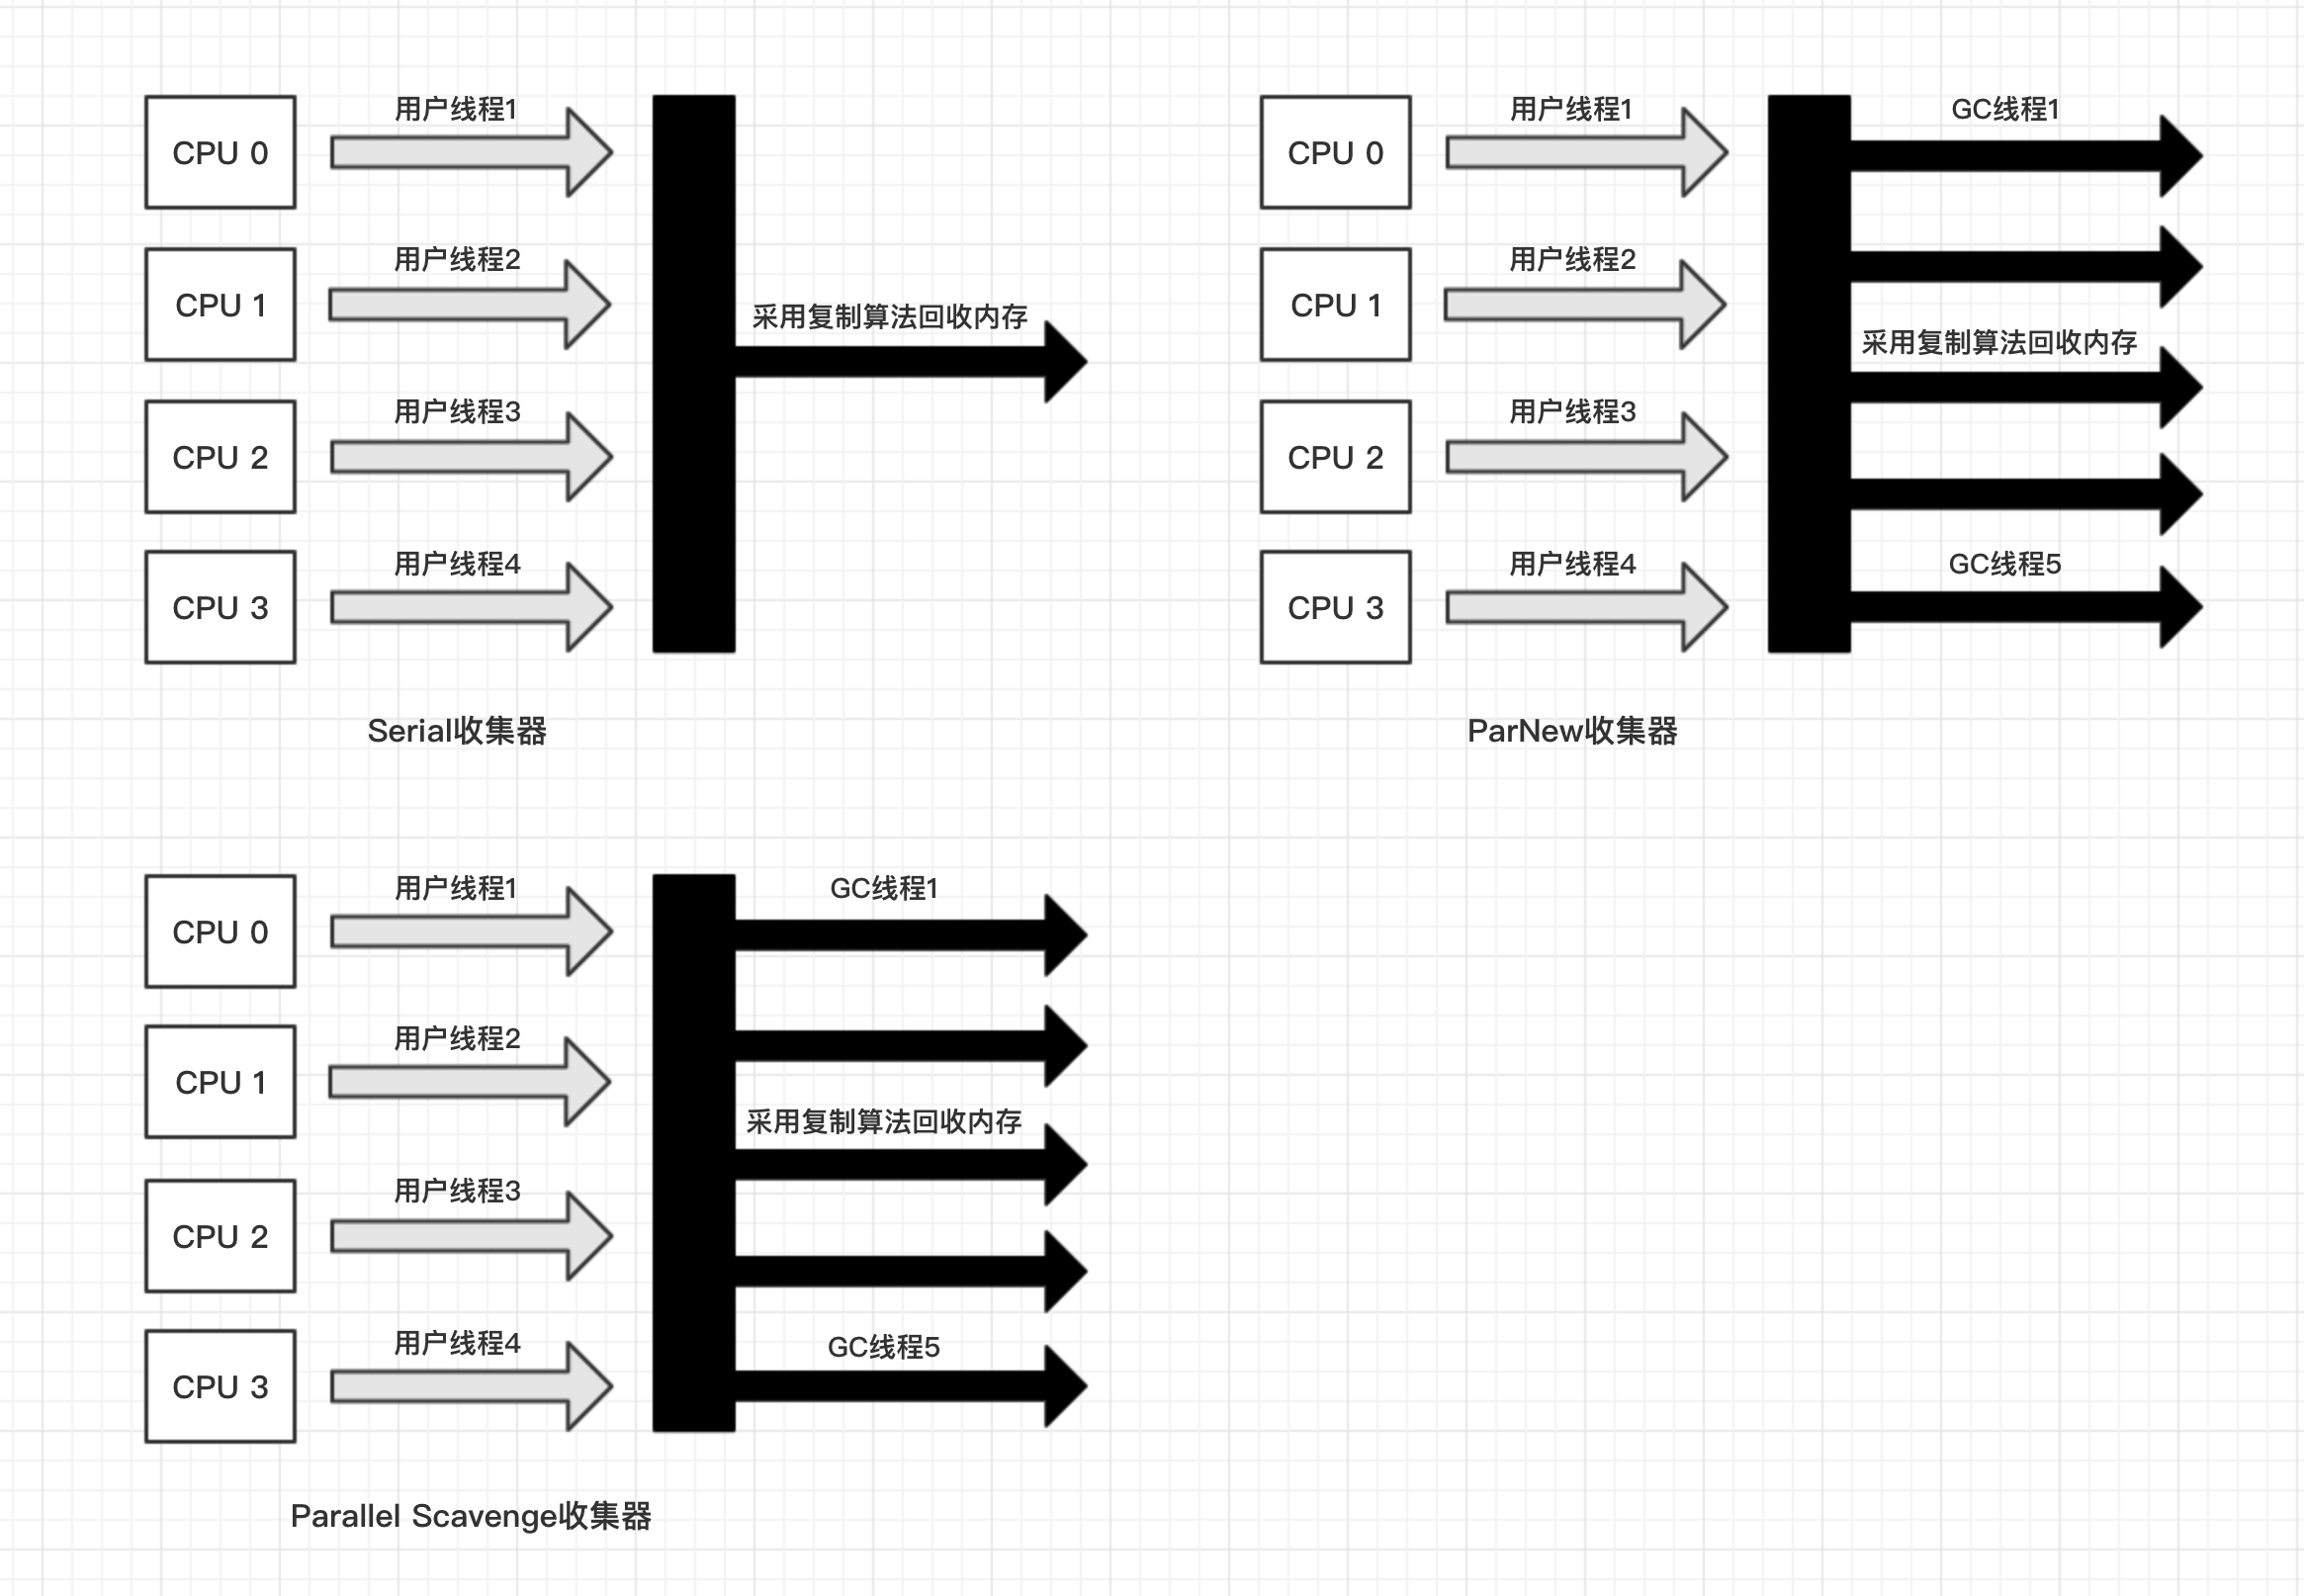 CPU 0
用户线程1
CPU 1
用户线程2
采用复制算法回收内存
CPU 2
用户线程3
CPU 3
用户线程4
Serial收集器
CPU 0
用户线程1
GC线程1
CPU 1
用户线程2
采用复制算法回收内存
CPU 2
用户线程3
CPU 3
用户线程4
GC线程5
ParNew收集器
CPU 0
用户线程1
GC线程1
CPU 1
用户线程2
采用复制算法回收内存
CPU 2
用户线程3
CPU 3
用户线程4
GC线程5
Parallel Scavenge收集器